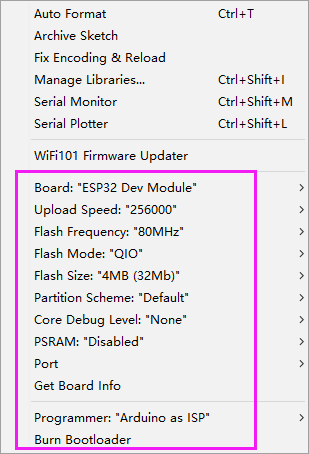 Auto Format Ctrl+T
Archive Sketch
Fix Encoding & Reload
Manage Libraries... Ctrl+Shift+I
Serial Monitor Ctrl+Shift+M
Serial Plotter Ctrl+Shift+L
WiFi101 Firmware Updater
Board: "ESP32 Dev Module"
Upload Speed: "256000"
Flash Frequency: "80MHz"
Flash Mode: "QIO"
Flash Size: "4MB (32Mb)"
Partition Scheme: "Default"
Core Debug Level: "None"
PSRAM: "Disabled"
Port
Get Board Info
Programmer: "Arduino as ISP"
Burn Bootloader